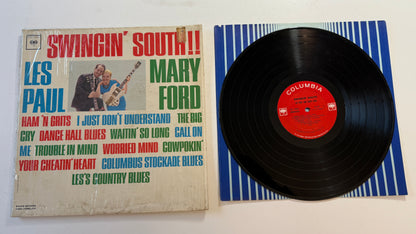 SWINGIN' SOUTH!!
LES PAUL
MARY FORD
HAM 'N GRITS I JUST DON'T UNDERSTAND THE BIG
CRY DANCE HALL BLUES WAITIN' SO LONG CALL ON
ME TROUBLE IN MIND WORRIED MIND COWPOKIN'
YOUR CHEATIN' HEART COLUMBUS STOCKADE BLUES
LES'S COUNTRY BLUES
COLUMBIA